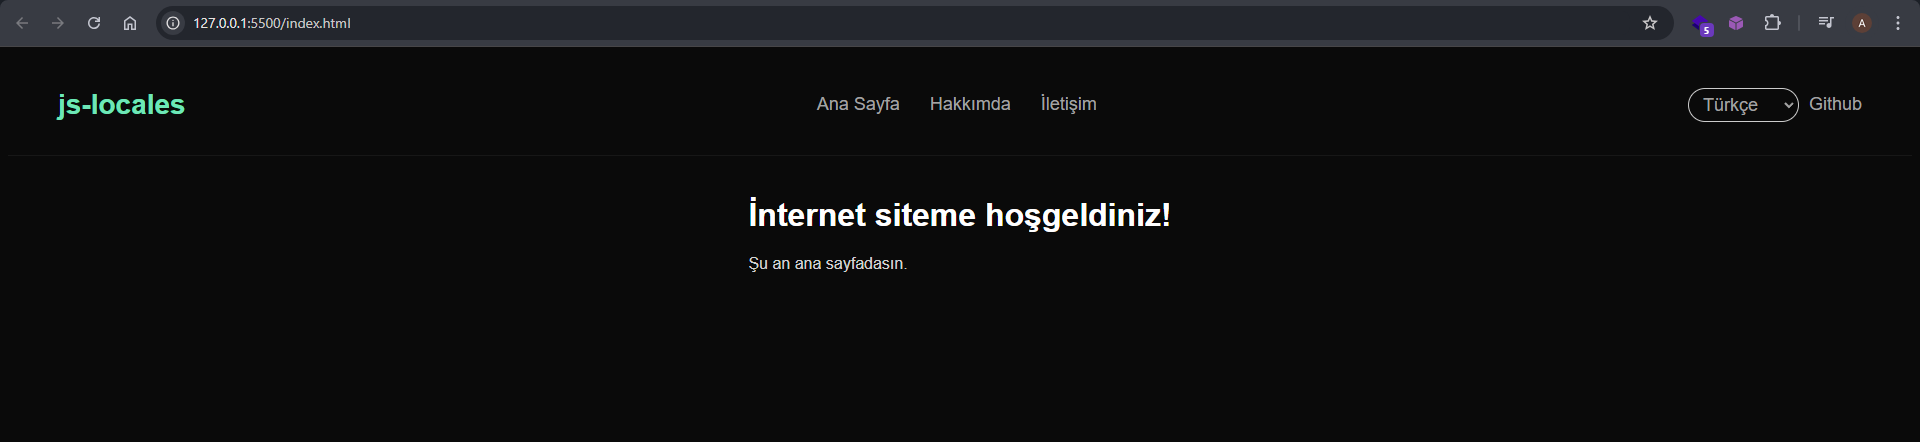 127.0.0.1:5500/index.html
5
A
js-locales
Ana Sayfa Hakkımda İletişim
Türkçe Github
İnternet siteme hoşgeldiniz!
Şu an ana sayfadasın.